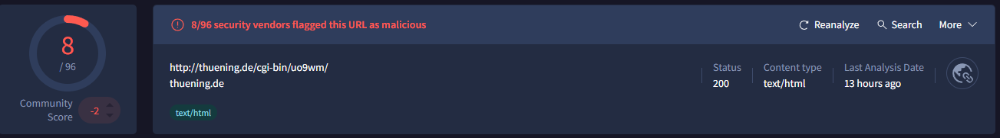 8
/ 96
Community
Score
-2
8/96 security vendors flagged this URL as malicious
Reanalyze
Search
More
http://thuening.de/cgi-bin/uo9wm/
thuening.de
text/html
Status
200
Content type
text/html
Last Analysis Date
13 hours ago